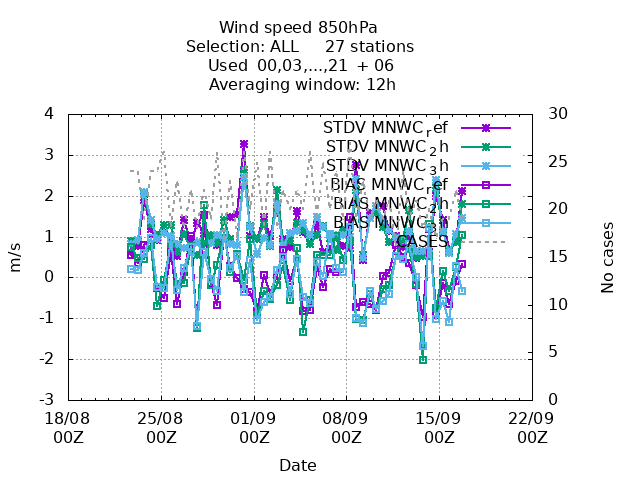 Wind speed 850hPa
Selection: ALL 27 stations
Used 00,03,...,21 + 06
Averaging window: 12h
STDV MNWC_ref
STDV MNWC_2h
STDV MNWC_3h
BIAS MNWC_ref
BIAS MNWC_2h
BIAS MNWC_3h
CASES
4
3
2
1
0
-1
-2
-3
m/s
30
25
20
15
10
5
0
No cases
18/08 25/08 01/09 08/09 15/09 22/09
00Z 00Z 00Z 00Z 00Z 00Z
Date